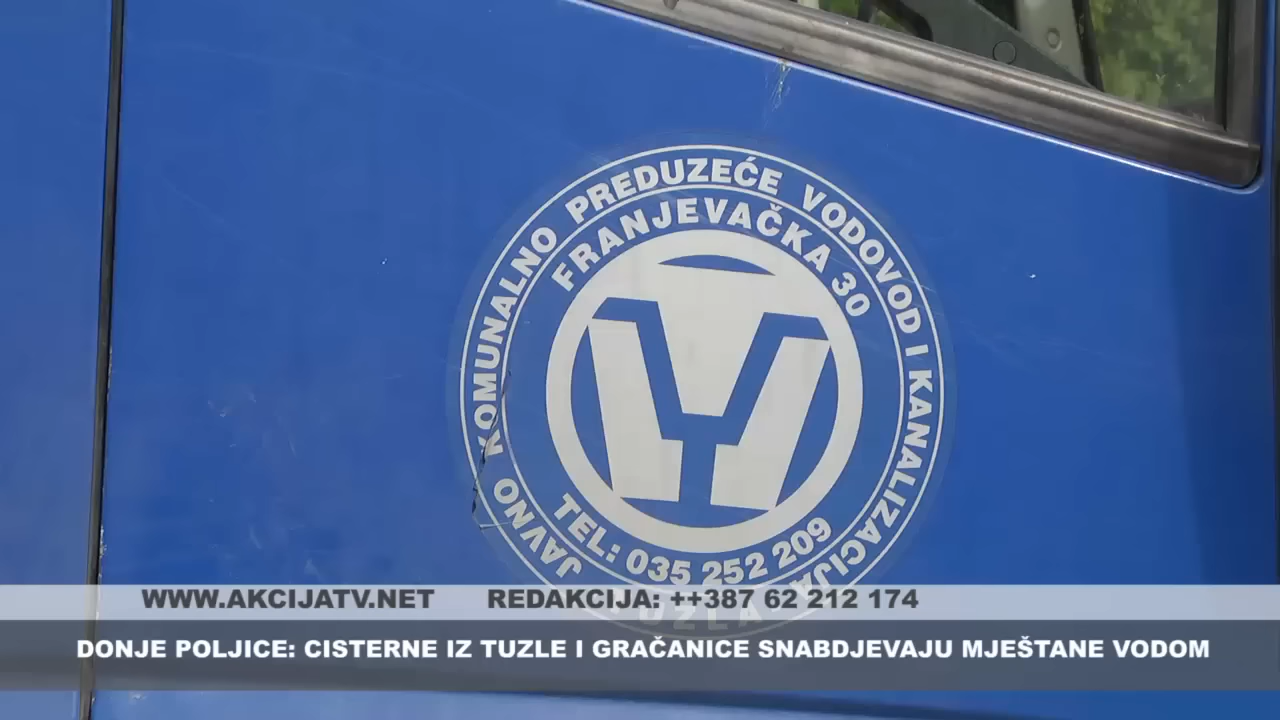 JAVNO KOMUNALNO PREDUZEĆE VODOVOD I KANALIZACIJA
FRANJEVAČKA 30
TEL: 035 252 209
TUZLA
WWW.AKCIJATV.NET REDAKCIJA: ++387 62 212 174
DONJE POLJICE: CISTERNE IZ TUZLE I GRAČANICE SNABDJEVAJU MJEŠTANE VODOM